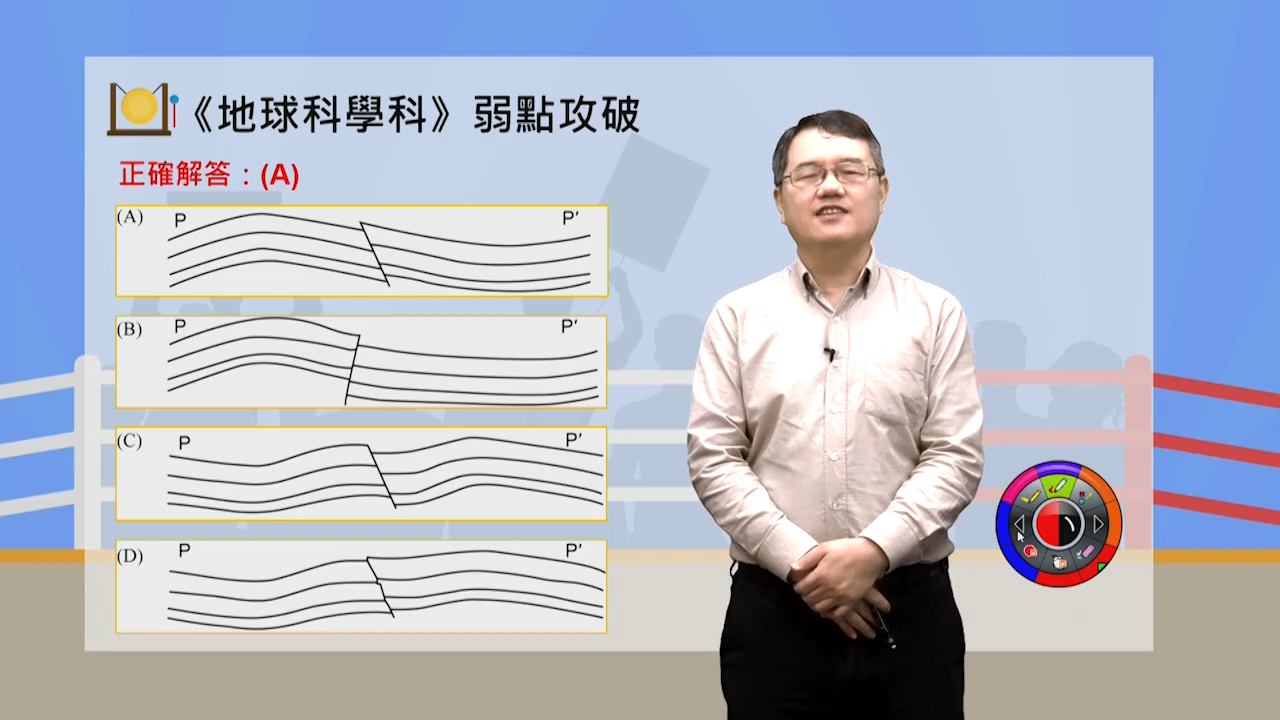 《地球科學科》弱點攻破
正確解答：(A)
(A) P P′
(B) P P′
(C) P P′
(D) P P′